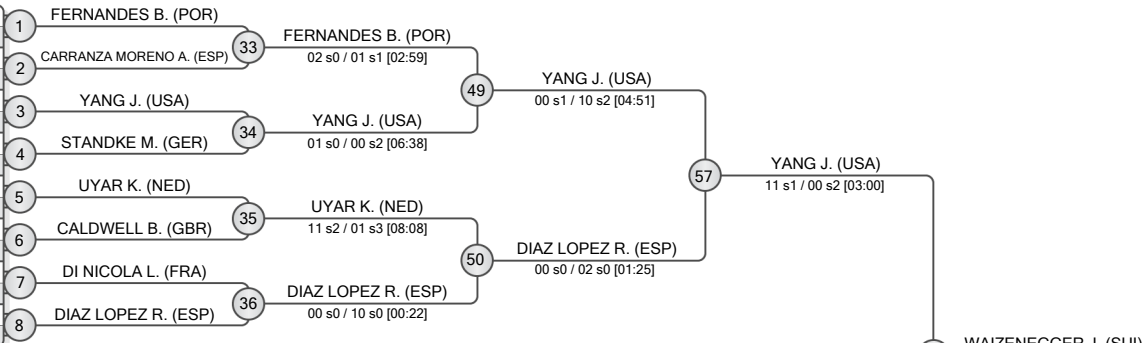 1
FERNANDES B. (POR)
2
CARRANZA MORENO A. (ESP)
33
FERNANDES B. (POR)
02 s0 / 01 s1 [02:59]
3
YANG J. (USA)
4
STANDKE M. (GER)
34
YANG J. (USA)
01 s0 / 00 s2 [06:38]
49
YANG J. (USA)
00 s1 / 10 s2 [04:51]
5
UYAR K. (NED)
6
CALDWELL B. (GBR)
35
UYAR K. (NED)
11 s2 / 01 s3 [08:08]
7
DI NICOLA L. (FRA)
8
DIAZ LOPEZ R. (ESP)
36
DIAZ LOPEZ R. (ESP)
00 s0 / 10 s0 [00:22]
50
DIAZ LOPEZ R. (ESP)
00 s0 / 02 s0 [01:25]
57
YANG J. (USA)
11 s1 / 00 s2 [03:00]
WAIZENEGGER J. (SUI)